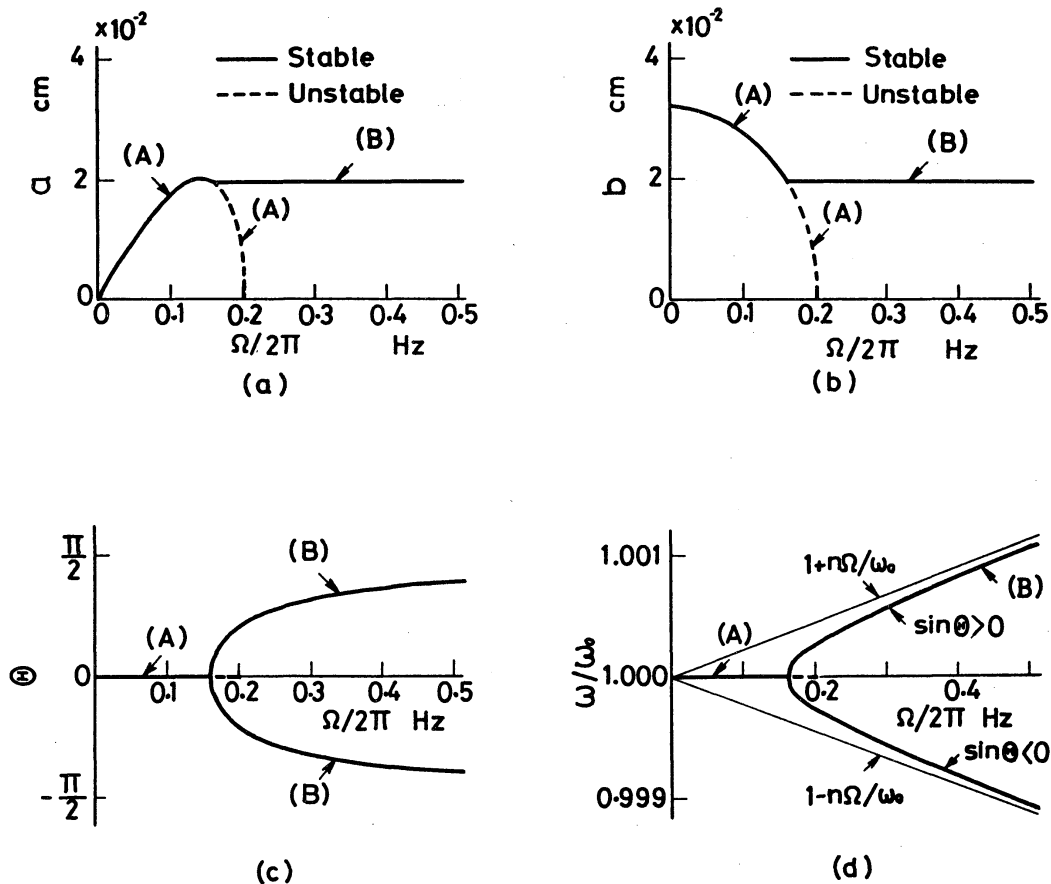 ×10⁻²
4
2
0
a cm
Stable
Unstable
(A)
(B)
(A)
0 0.1 0.2 0.3 0.4 0.5
Ω/2π Hz
(a)
×10⁻²
4
2
0
b cm
Stable
Unstable
(A)
(B)
(A)
0 0.1 0.2 0.3 0.4 0.5
Ω/2π Hz
(b)
π/2
0
-π/2
Θ
(A)
(B)
(B)
0.1 0.2 0.3 0.4 0.5
Ω/2π Hz
(c)
1.001
1.000
0.999
ω/ω₀
1+nΩ/ω₀
(B)
sinΘ>0
(A)
0.2 0.4
Ω/2π Hz
sinΘ<0
1-nΩ/ω₀
(d)